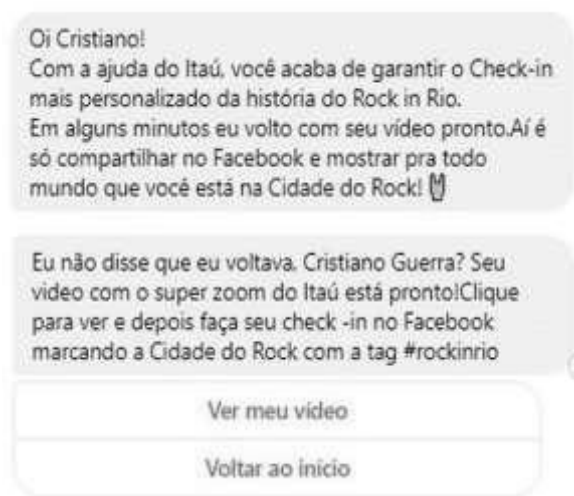 Oi Cristiano!
Com a ajuda do Itaú, você acaba de garantir o Check-in
mais personalizado da história do Rock in Rio.
Em alguns minutos eu volto com seu vídeo pronto.Aí é
só compartilhar no Facebook e mostrar pra todo
mundo que você está na Cidade do Rock! 🤘
Eu não disse que eu voltava, Cristiano Guerra? Seu
video com o super zoom do Itaú está pronto!Clique
para ver e depois faça seu check -in no Facebook
marcando a Cidade do Rock com a tag #rockinrio
Ver meu vídeo
Voltar ao início